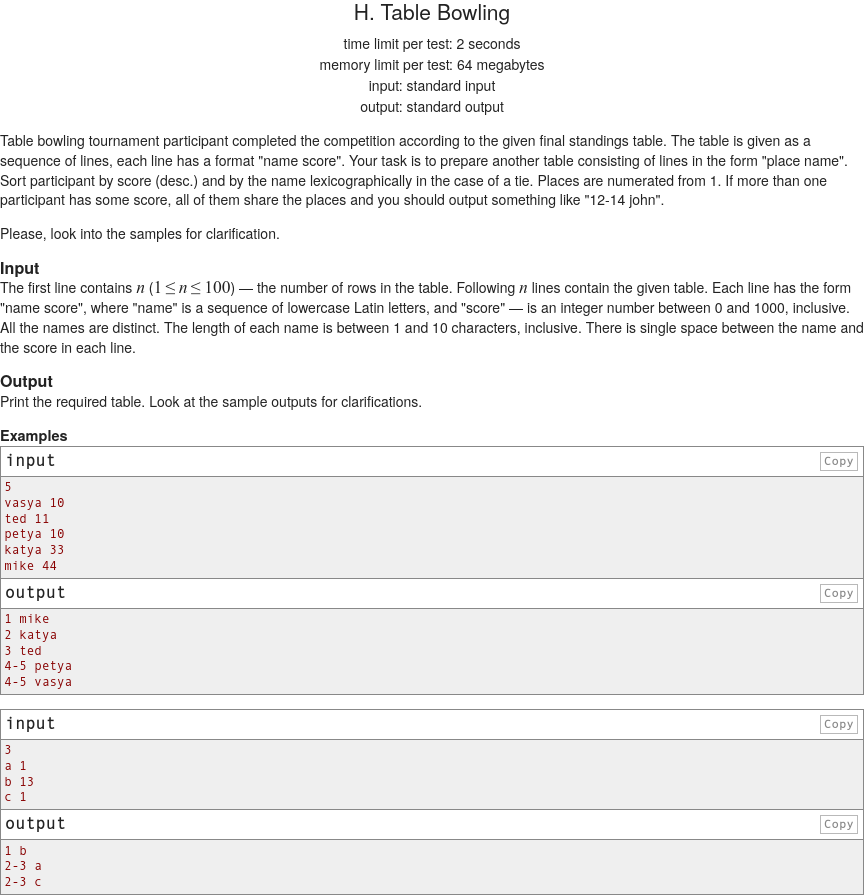 H. Table Bowling
time limit per test: 2 seconds
memory limit per test: 64 megabytes
input: standard input
output: standard output
Table bowling tournament participant completed the competition according to the given final standings table. The table is given as a
sequence of lines, each line has a format "name score". Your task is to prepare another table consisting of lines in the form "place name".
Sort participant by score (desc.) and by the name lexicographically in the case of a tie. Places are numerated from 1. If more than one
participant has some score, all of them share the places and you should output something like "12-14 john".
Please, look into the samples for clarification.
Input
The first line contains n (1 ≤ n ≤ 100) — the number of rows in the table. Following n lines contain the given table. Each line has the form
"name score", where "name" is a sequence of lowercase Latin letters, and "score" — is an integer number between 0 and 1000, inclusive.
All the names are distinct. The length of each name is between 1 and 10 characters, inclusive. There is single space between the name and
the score in each line.
Output
Print the required table. Look at the sample outputs for clarifications.
Examples
input Copy
5
vasya 10
ted 11
petya 10
katya 33
mike 44
output Copy
1 mike
2 katya
3 ted
4-5 petya
4-5 vasya
input Copy
3
a 1
b 13
c 1
output Copy
1 b
2-3 a
2-3 c